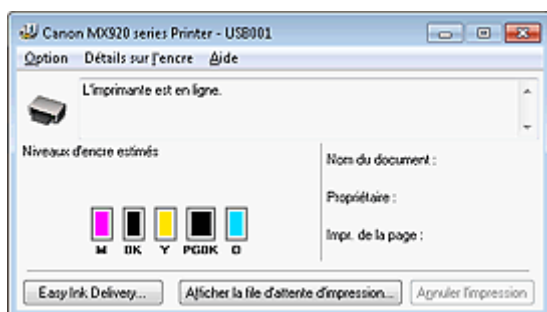 Canon MX920 series Printer - USB001
Option Détails sur l'encre Aide
L'imprimante est en ligne.
Niveaux d'encre estimés
Nom du document :
Propriétaire :
Impr. de la page :
M BK Y PGBK C
Easy Ink Delivery... Afficher la file d'attente d'impression... Annuler l'impression